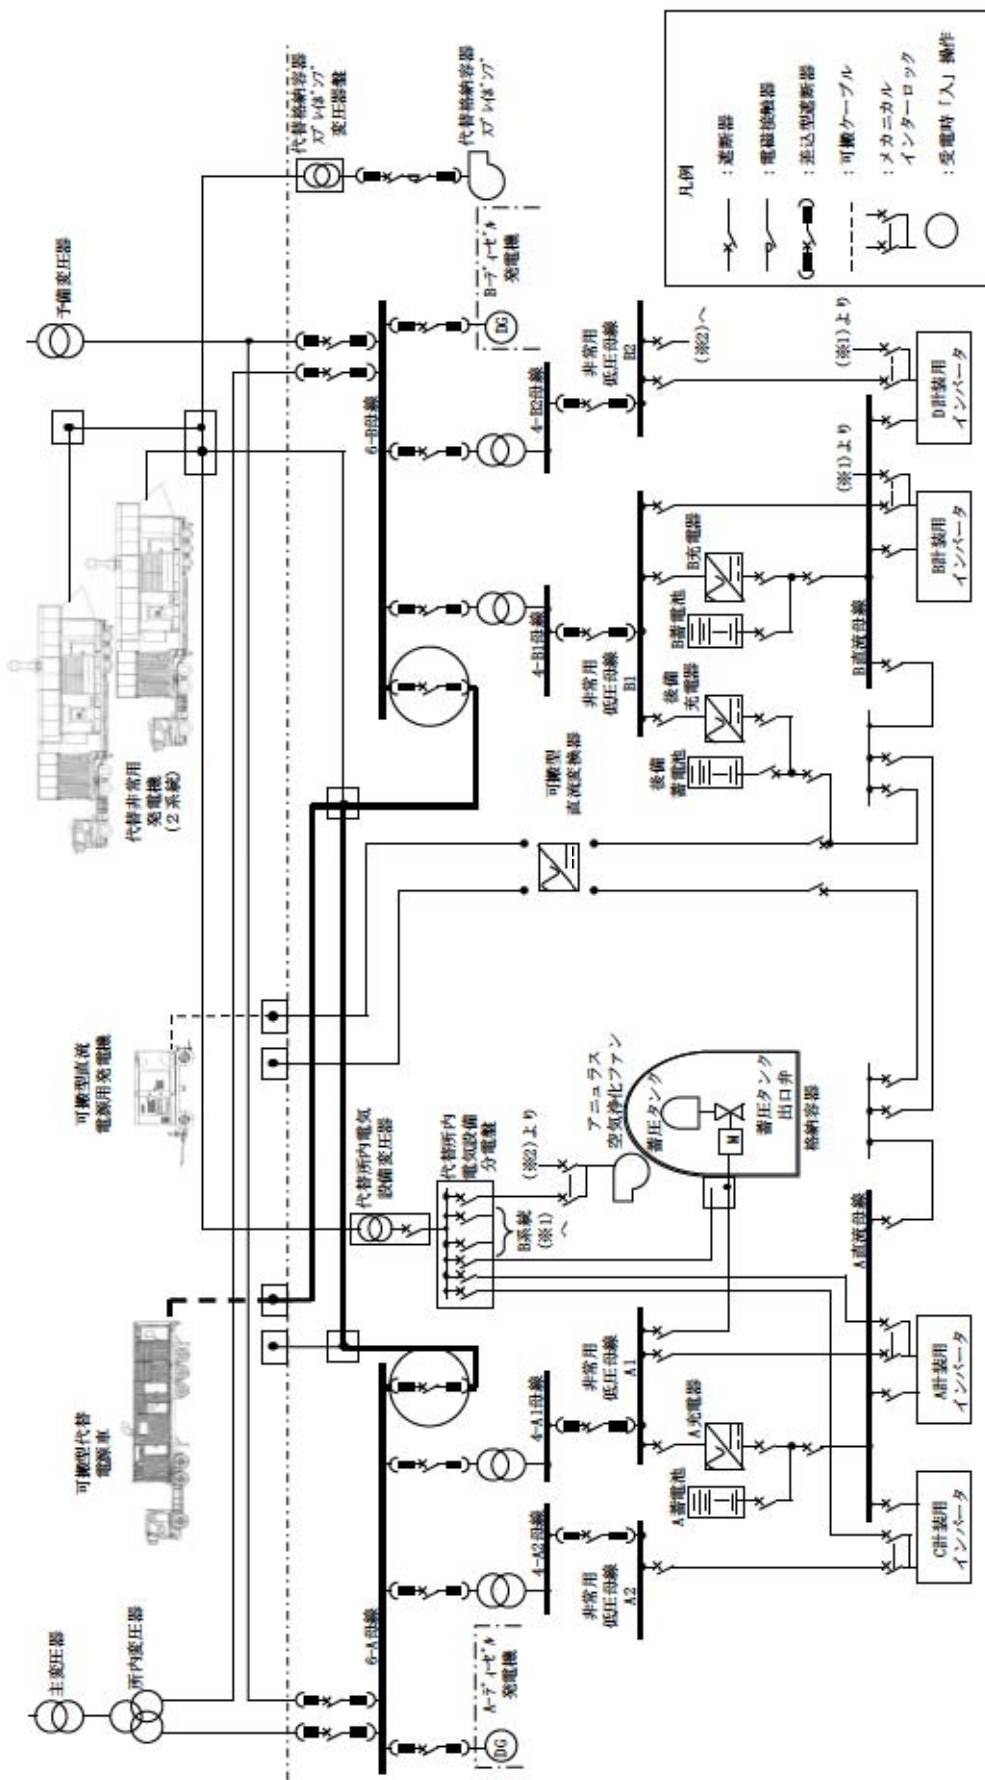 主変圧器
所内変圧器
可搬型代替
電源車
可搬型直流
電源用発電機
代替非常用
発電機
(2系統)
予備変圧器
代替格納容器
スプレイポンプ
変圧器盤
代替格納容器
スプレイポンプ
代替所内電気
設備変圧器
代替所内
電気設備
分電盤
6-A母線
6-B母線
A-ディーゼル
発電機
DG
B-ディーゼル
発電機
DG
4-A2母線
4-A1母線
4-B1母線
4-B2母線
非常用
低圧母線
A2
非常用
低圧母線
A1
非常用
低圧母線
B1
非常用
低圧母線
B2
(※2)へ
B系統
(※1)
へ
(※2)より
アニュラス
空気浄化ファン
蓄圧タンク
M
蓄圧タンク
出口弁
格納容器
可搬型
直流変換器
A蓄電池
A充電器
後備
蓄電池
後備
充電器
B蓄電池
B充電器
A直流母線
B直流母線
(※1)より
(※1)より
C計装用
インバータ
A計装用
インバータ
B計装用
インバータ
D計装用
インバータ
凡例
:遮断器
:電磁接触器
:差込型遮断器
:可搬ケーブル
:メカニカル
インターロック
:受電時「入」操作